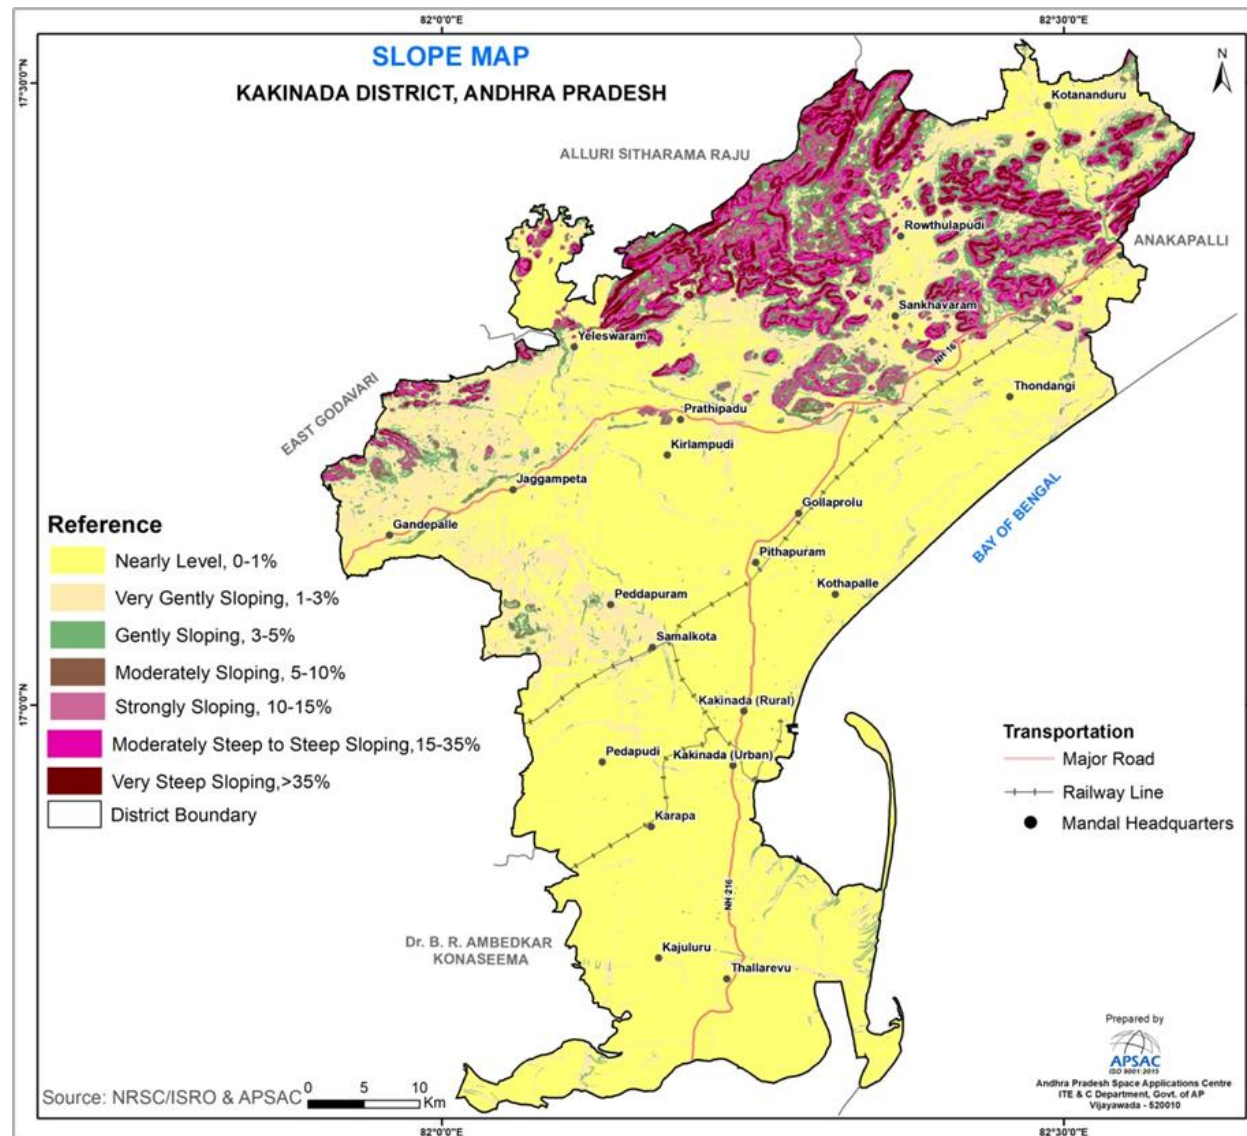 82°0'0"E
82°30'0"E
SLOPE MAP
KAKINADA DISTRICT, ANDHRA PRADESH
N
17°30'0"N
Kotananduru
ALLURI SITHARAMA RAJU
Rowthulapudi
ANAKAPALLI
Sankhavaram
Yeleswaram
NH 16
Thondangi
EAST GODAVARI
Prathipadu
Kirlampudi
Jaggampeta
Gollaprolu
Gandepalle
BAY OF BENGAL
Pithapuram
Kothapalle
Peddapuram
Samalkota
Reference
Nearly Level, 0-1%
Very Gently Sloping, 1-3%
Gently Sloping, 3-5%
Moderately Sloping, 5-10%
Strongly Sloping, 10-15%
Moderately Steep to Steep Sloping,15-35%
Very Steep Sloping,>35%
District Boundary
17°0'0"N
Kakinada (Rural)
Pedapudi
Kakinada (Urban)
Karapa
Transportation
Major Road
Railway Line
Mandal Headquarters
NH 216
Dr. B. R. AMBEDKAR
KONASEEMA
Kajuluru
Thallarevu
Prepared by
APSAC
ISO 9001:2015
Andhra Pradesh Space Applications Centre
ITE & C Department, Govt. of AP
Vijayawada - 520010
Source: NRSC/ISRO & APSAC
0 5 10
Km
82°0'0"E
82°30'0"E